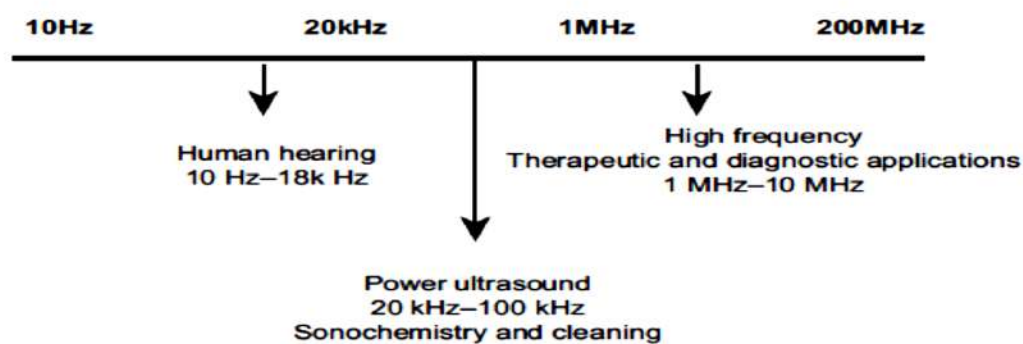 10Hz 20kHz 1MHz 200MHz
Human hearing
10 Hz–18k Hz
High frequency
Therapeutic and diagnostic applications
1 MHz–10 MHz
Power ultrasound
20 kHz–100 kHz
Sonochemistry and cleaning